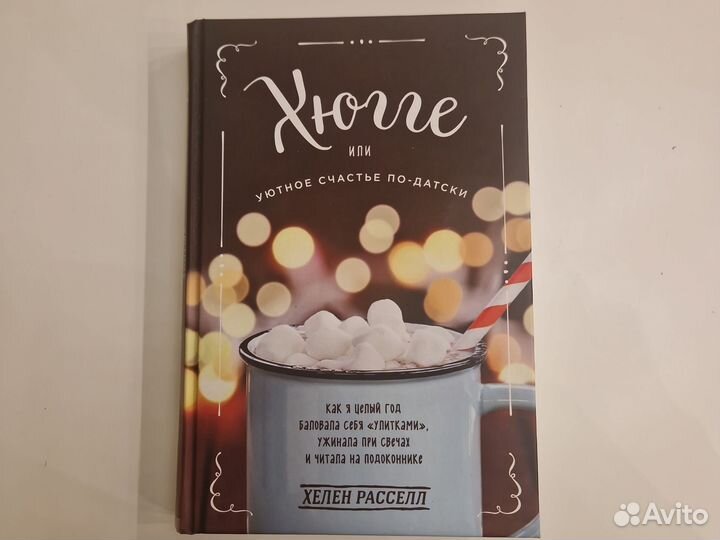 Хюгге
или
уютное счастье по-датски
как я целый год
баловала себя «улитками»,
ужинала при свечах
и читала на подоконнике
ХЕЛЕН РАССЕЛЛ
Avito